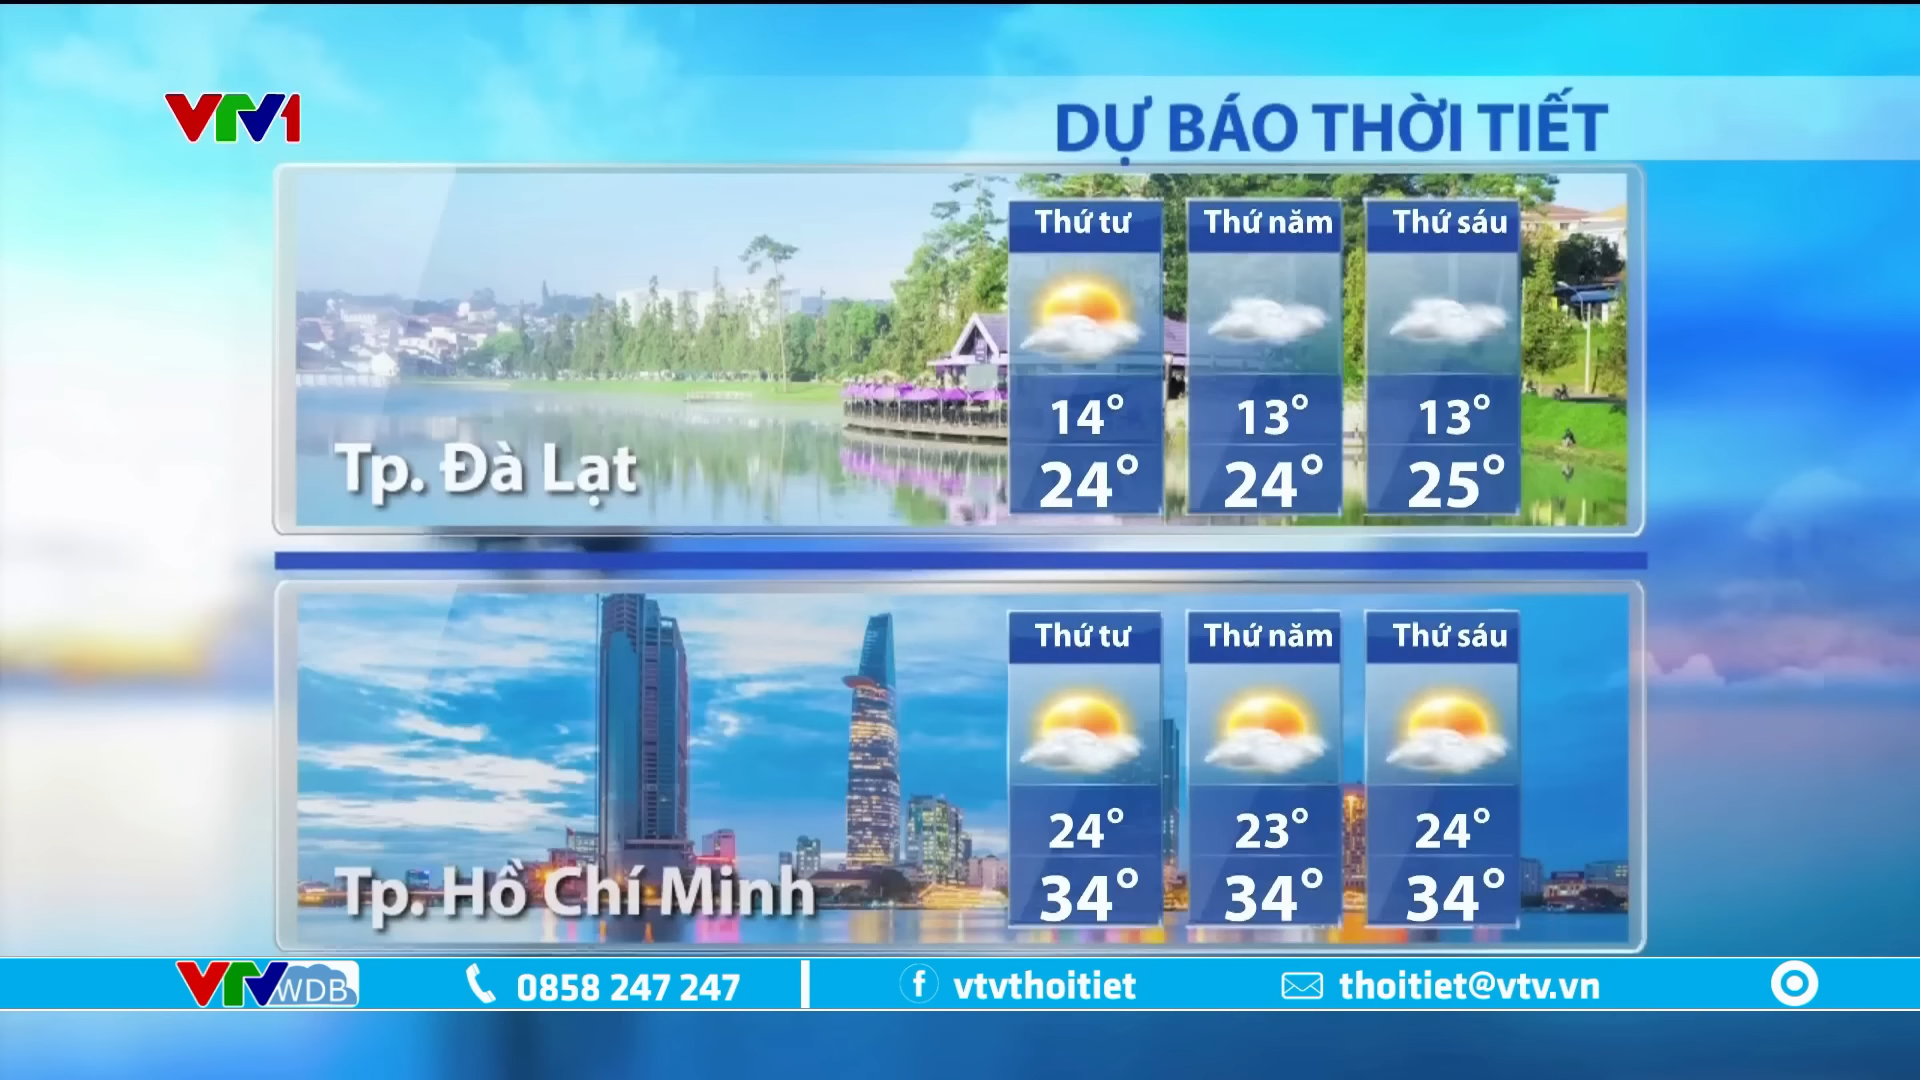 VTV1
DỰ BÁO THỜI TIẾT
Thứ tư Thứ năm Thứ sáu
14° 13° 13°
24° 24° 25°
Tp. Đà Lạt
Thứ tư Thứ năm Thứ sáu
24° 23° 24°
34° 34° 34°
Tp. Hồ Chí Minh
VTV WDB 0858 247 247 vtvthoitiet thoitiet@vtv.vn